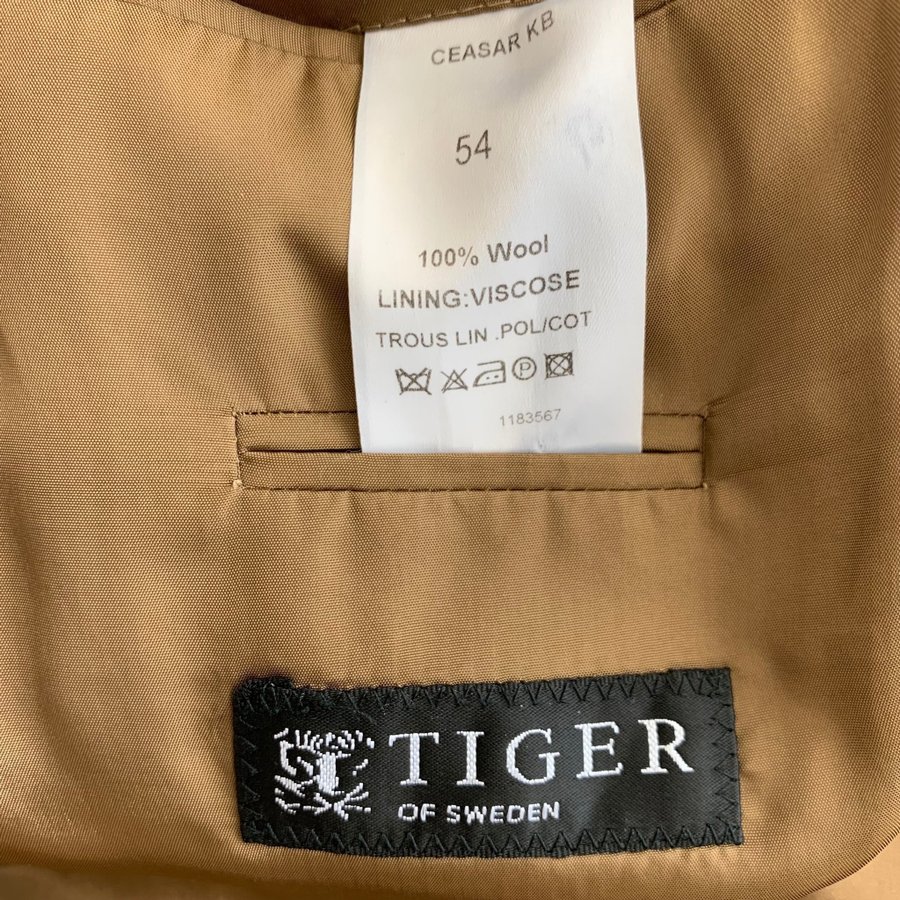 CEASAR KB
54
100% Wool
LINING:VISCOSE
TROUS LIN .POL/COT
P
1183567
TIGER
OF SWEDEN